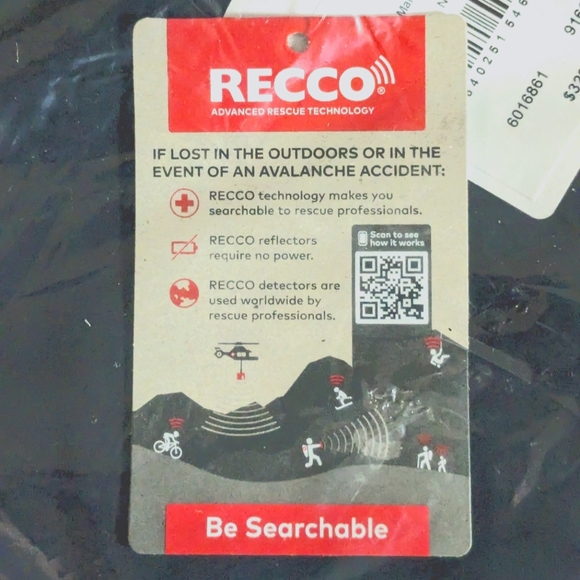 RECCO®
ADVANCED RESCUE TECHNOLOGY
IF LOST IN THE OUTDOORS OR IN THE
EVENT OF AN AVALANCHE ACCIDENT:
RECCO technology makes you
searchable to rescue professionals.
RECCO reflectors
require no power.
RECCO detectors are
used worldwide by
rescue professionals.
Scan to see
how it works
Be Searchable
6016861